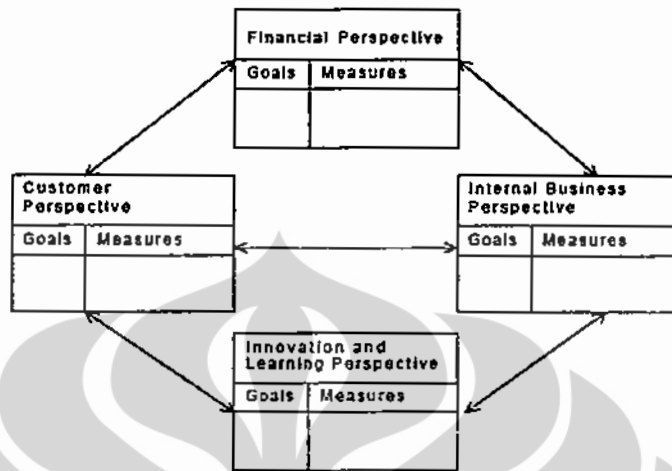 Financial Perspective
Goals Measures
Customer
Perspective
Goals Measures
Internal Business
Perspective
Goals Measures
Innovation and
Learning Perspective
Goals Measures